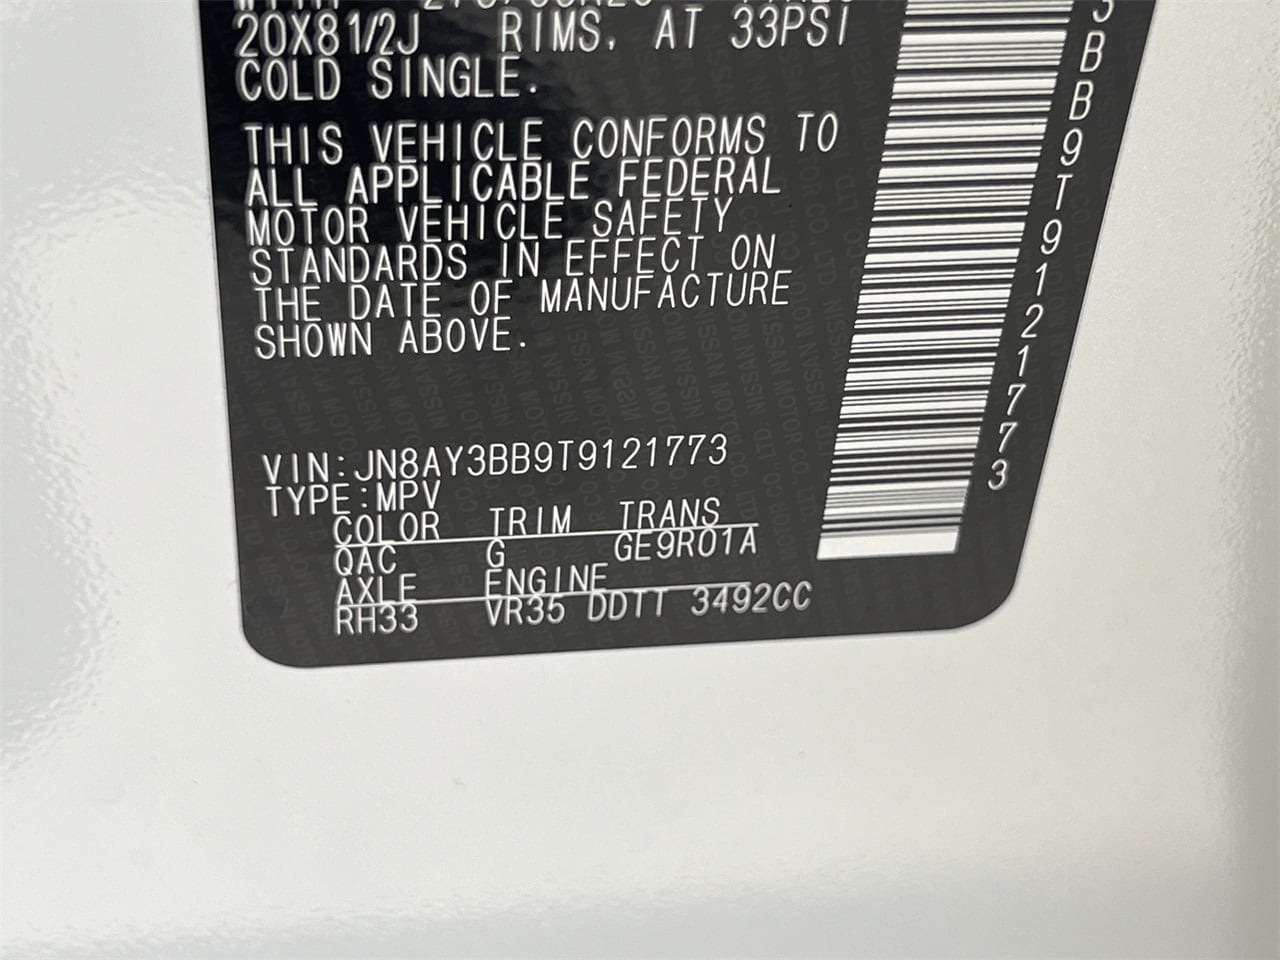 20X81/2J RIMS. AT 33PSI
COLD SINGLE.
THIS VEHICLE CONFORMS TO
ALL APPLICABLE FEDERAL
MOTOR VEHICLE SAFETY
STANDARDS IN EFFECT ON
THE DATE OF MANUFACTURE
SHOWN ABOVE.
VIN:JN8AY3BB9T9121773
TYPE:MPV
COLOR TRIM TRANS
QAC G GE9R01A
AXLE ENGINE
RH33 VR35 DDTT 3492CC
3BB9T9121773